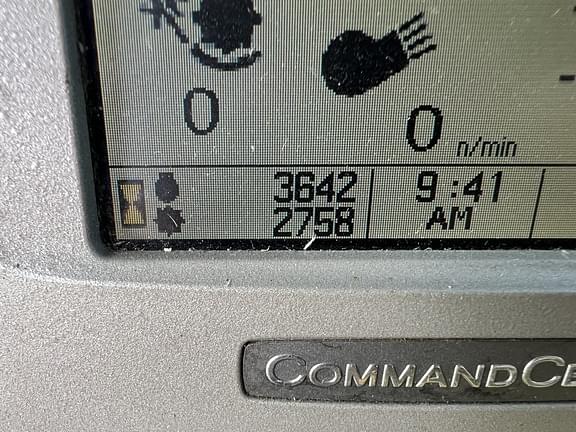 0
0 n/min
3642
2758
9:41
AM
COMMANDCE